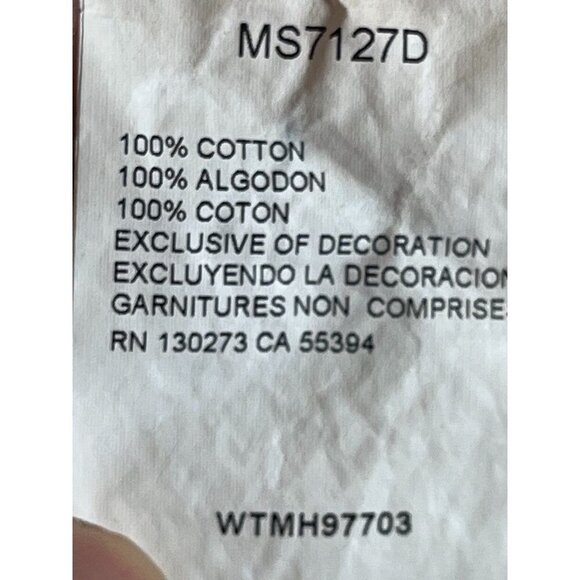 MS7127D
100% COTTON
100% ALGODON
100% COTON
EXCLUSIVE OF DECORATION
EXCLUYENDO LA DECORACION
GARNITURES NON COMPRISES
RN 130273 CA 55394
WTMH97703